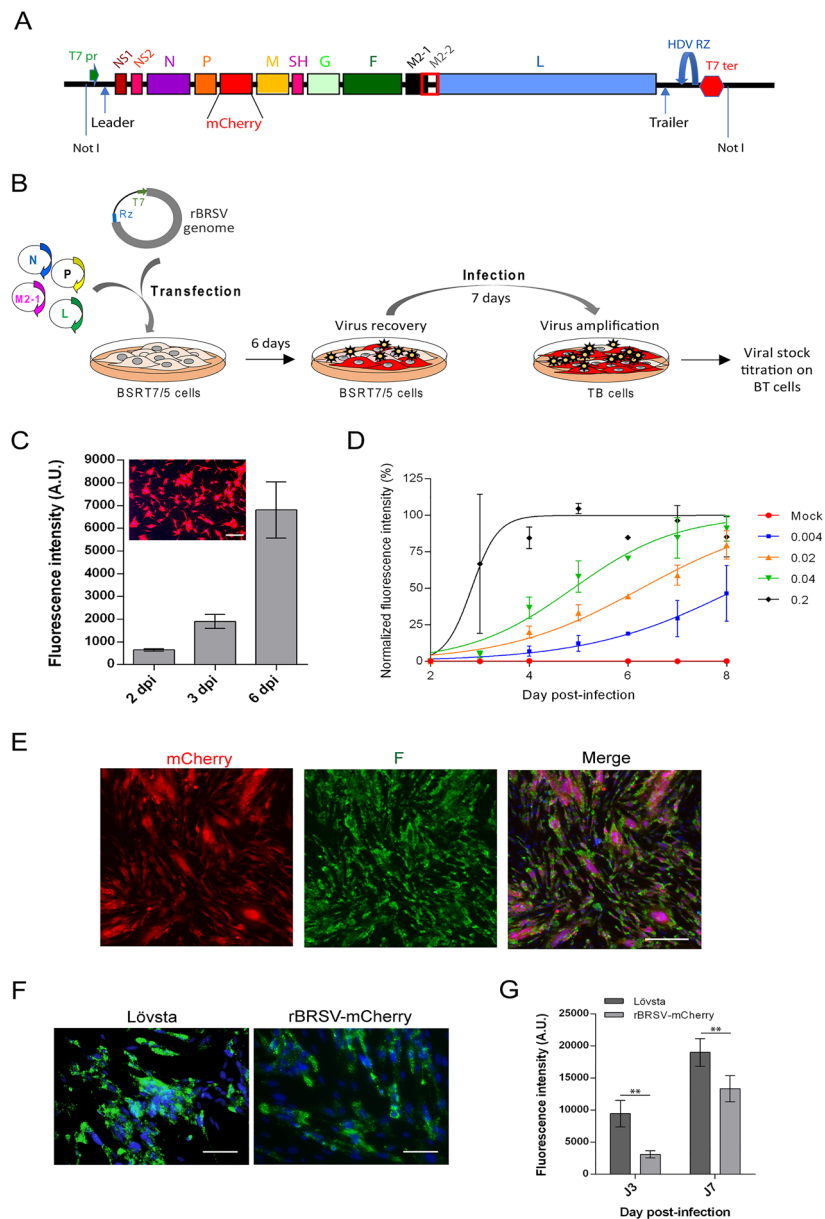 A
T7 pr
NS1
NS2
N
P
M
SH
G
F
M2-1
M2-2
L
HDV RZ
T7 ter
Leader
mCherry
Trailer
Not I
Not I
B
T7
Rz
rBRSV
genome
N
P
M2-1
L
Transfection
Infection
7 days
6 days
Virus recovery
Virus amplification
Viral stock
titration on
BT cells
BSRT7/5 cells
BSRT7/5 cells
TB cells
C
Fluorescence intensity (A.U.)
9000
8000
7000
6000
5000
4000
3000
2000
1000
0
2 dpi
3 dpi
6 dpi
D
Normalized fluorescence intensity (%)
125
100
75
50
25
0
2
4
6
8
Day post-infection
Mock
0.004
0.02
0.04
0.2
E
mCherry
F
Merge
F
Lövsta
rBRSV-mCherry
G
Lövsta
rBRSV-mCherry
Fluorescence intensity (A.U.)
25000
20000
15000
10000
5000
0
**
**
J3
J7
Day post-infection